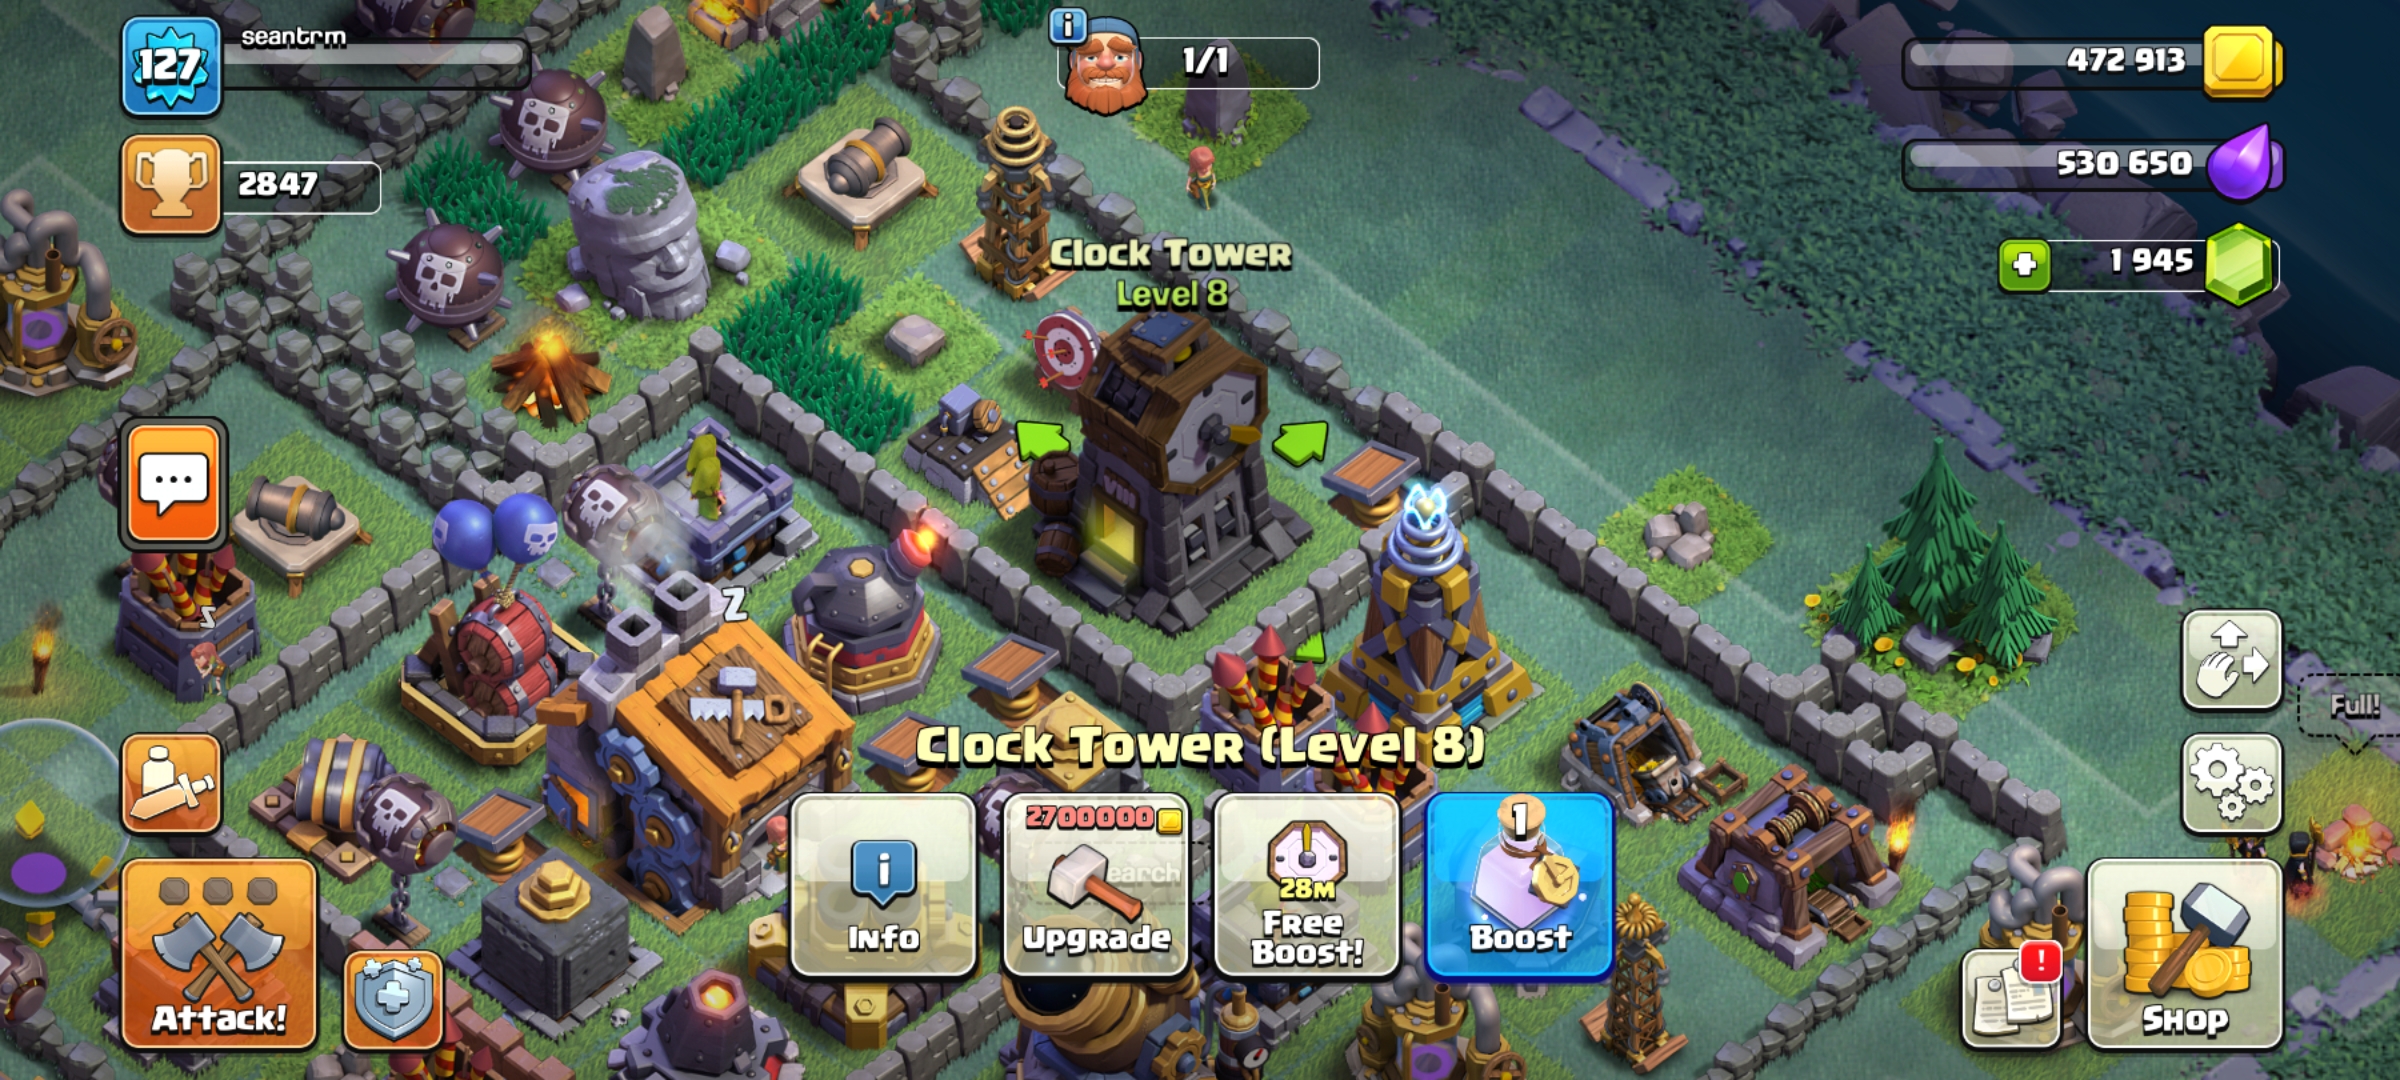 127
seantrm
1/1
472 913
2847
530 650
1 945
Clock Tower
Level 8
VIII
Z
Full!
Clock Tower (Level 8)
2700000
1
28M
Info
Upgrade
Free
Boost!
Boost
Attack!
!
Shop